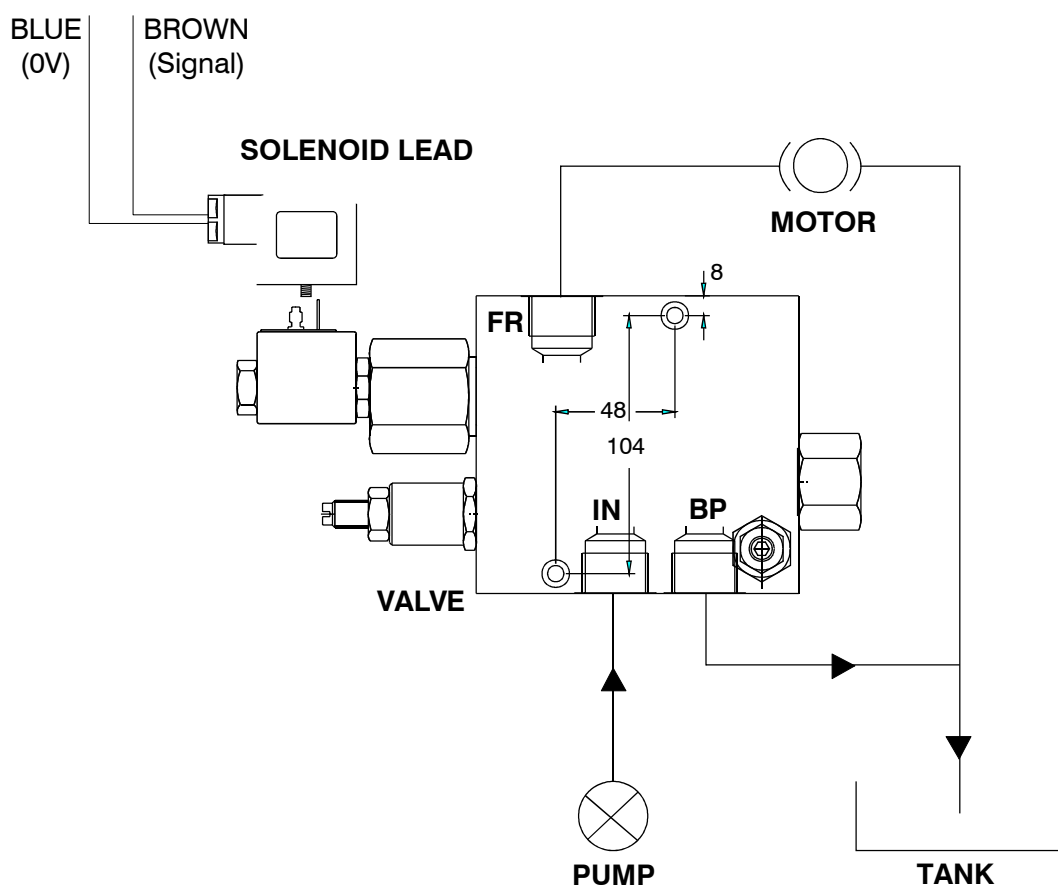 BLUE
(0V)
BROWN
(Signal)
SOLENOID LEAD
MOTOR
8
FR
48
104
IN
BP
VALVE
PUMP
TANK